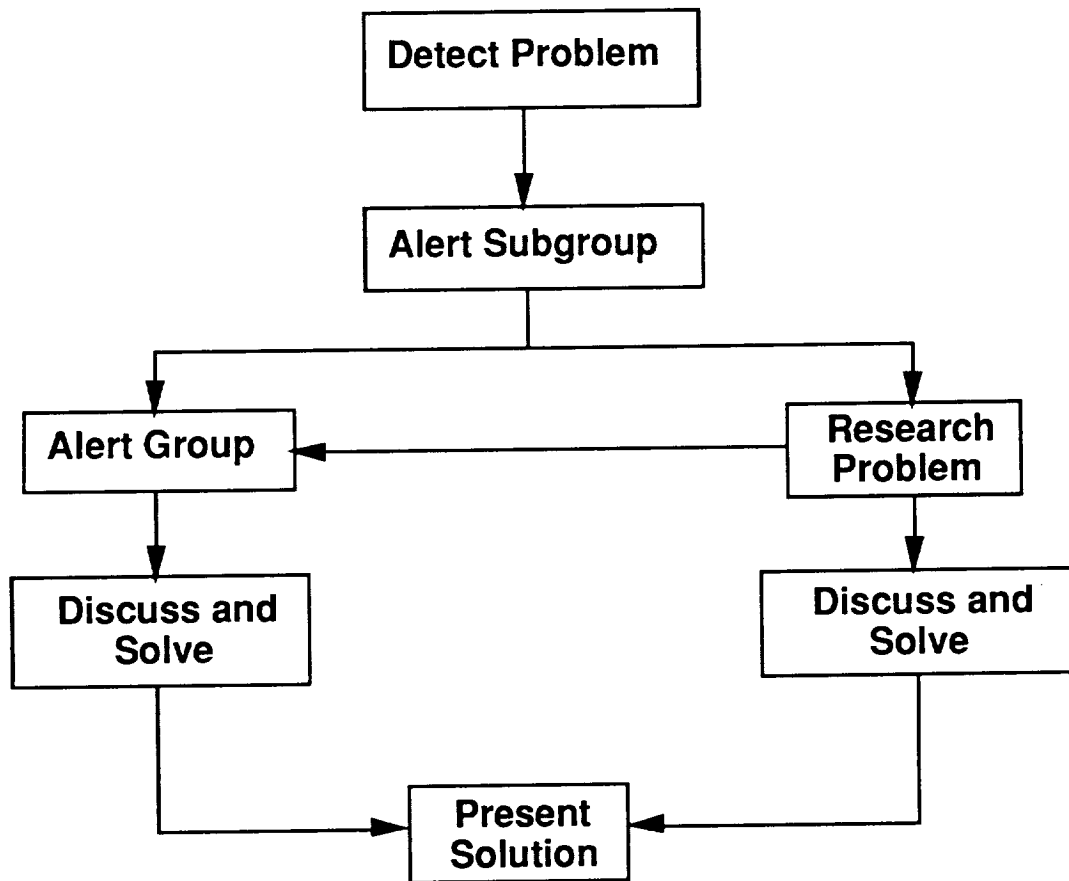 Detect Problem
Alert Subgroup
Alert Group
Research
Problem
Discuss and
Solve
Discuss and
Solve
Present
Solution